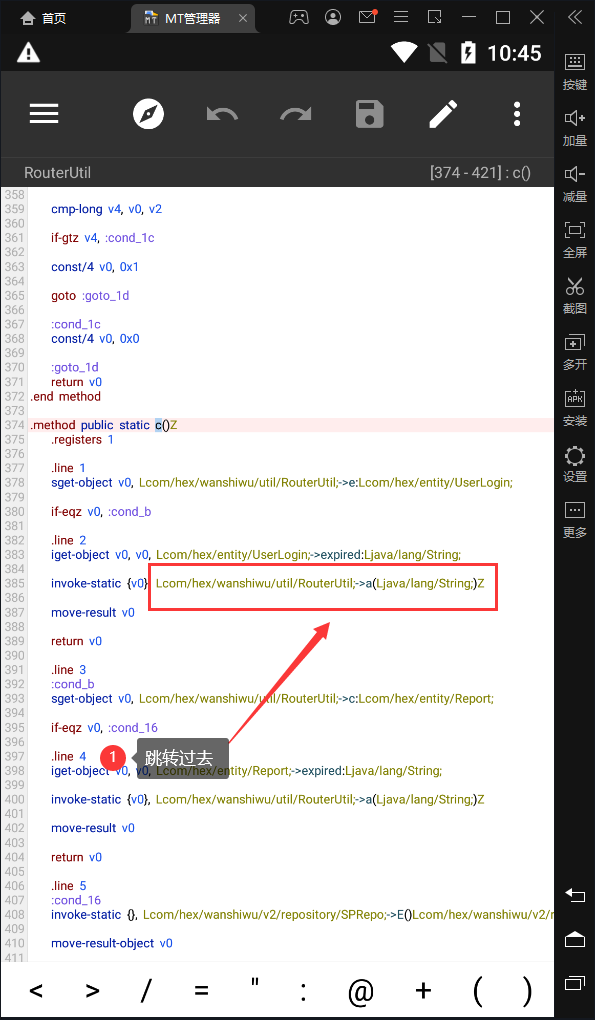 首页
MT管理器
10:45
RouterUtil
[374 - 421] : c()
358
359 cmp-long v4, v0, v2
360
361 if-gtz v4, :cond_1c
362
363 const/4 v0, 0x1
364
365 goto :goto_1d
366
367 :cond_1c
368 const/4 v0, 0x0
369
370 :goto_1d
371 return v0
372 .end method
373
374 .method public static c()Z
375 .registers 1
376
377 .line 1
378 sget-object v0, Lcom/hex/wanshiwu/util/RouterUtil;->e:Lcom/hex/entity/UserLogin;
379
380 if-eqz v0, :cond_b
381
382 .line 2
383 iget-object v0, v0, Lcom/hex/entity/UserLogin;->expired:Ljava/lang/String;
384
385 invoke-static {v0}, Lcom/hex/wanshiwu/util/RouterUtil;->a(Ljava/lang/String;)Z
386
387 move-result v0
388
389 return v0
390
391 .line 3
392 :cond_b
393 sget-object v0, Lcom/hex/wanshiwu/util/RouterUtil;->c:Lcom/hex/entity/Report;
394
395 if-eqz v0, :cond_16
396
397 .line 4
1
跳转过去
398 iget-object v0, v0, Lcom/hex/entity/Report;->expired:Ljava/lang/String;
399
400 invoke-static {v0}, Lcom/hex/wanshiwu/util/RouterUtil;->a(Ljava/lang/String;)Z
401
402 move-result v0
403
404 return v0
405
406 .line 5
407 :cond_16
408 invoke-static {}, Lcom/hex/wanshiwu/v2/repository/SPRepo;->E()Lcom/hex/wanshiwu/v2/r
409
410 move-result-object v0
411
< > / = " : @ + ( )
按键
加量
减量
全屏
截图
多开
APK
安装
设置
更多